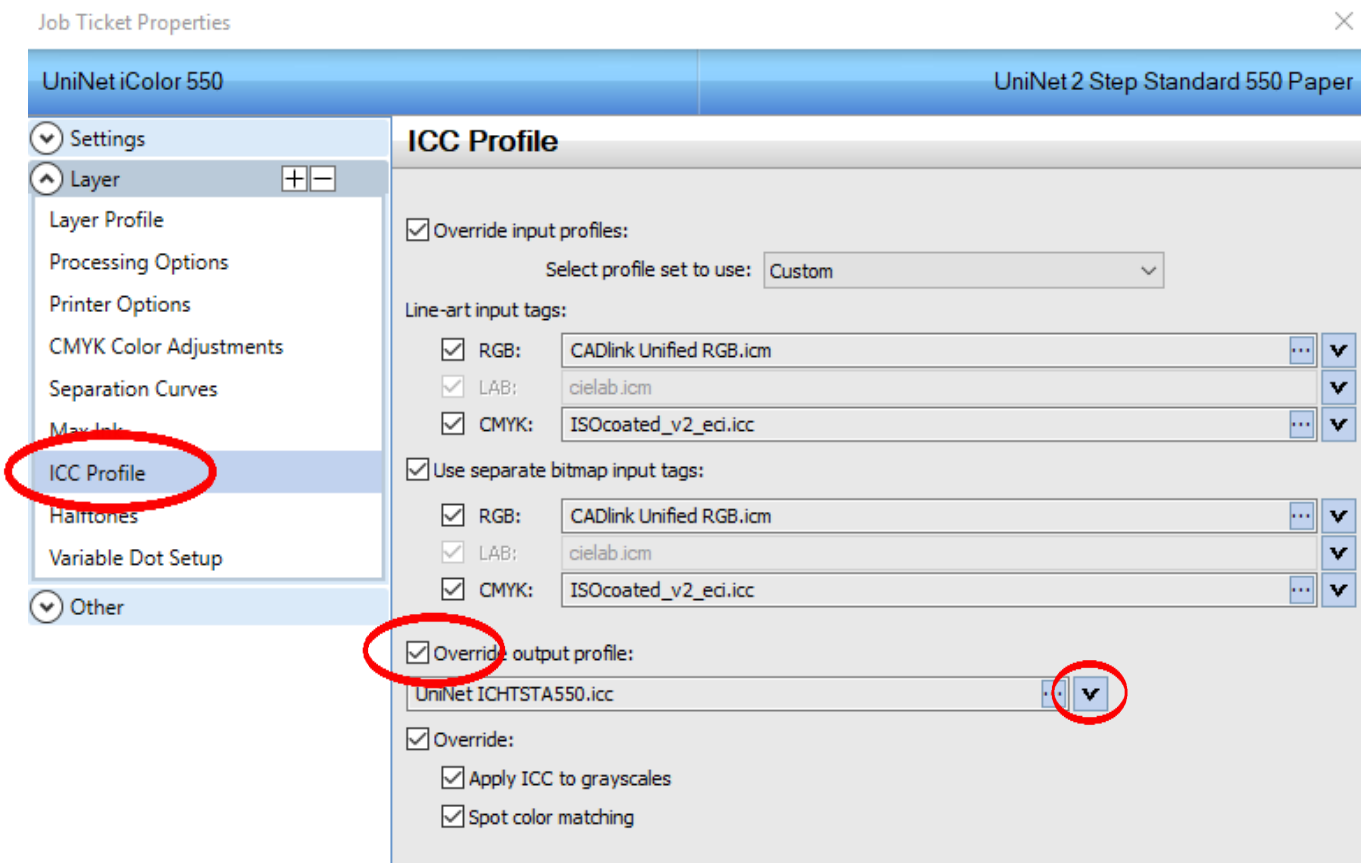 Job Ticket Properties
UniNet iColor 550
UniNet 2 Step Standard 550 Paper
Settings
Layer
Layer Profile
Processing Options
Printer Options
CMYK Color Adjustments
Separation Curves
Max Ink
ICC Profile
Halftones
Variable Dot Setup
Other
ICC Profile
Override input profiles:
Select profile set to use: Custom
Line-art input tags:
RGB: CADlink Unified RGB.icm ...
LAB: cielab.icm
CMYK: ISOcoated_v2_eci.icc ...
Use separate bitmap input tags:
RGB: CADlink Unified RGB.icm ...
LAB: cielab.icm
CMYK: ISOcoated_v2_eci.icc ...
Override output profile:
UniNet ICHTSTA550.icc ...
Override:
Apply ICC to grayscales
Spot color matching